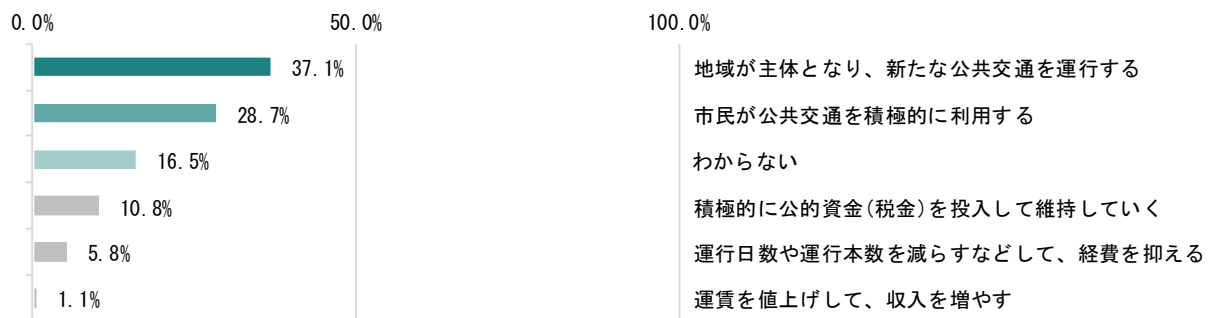 0.0% 50.0% 100.0%
37.1% 地域が主体となり、新たな公共交通を運行する
28.7% 市民が公共交通を積極的に利用する
16.5% わからない
10.8% 積極的に公的資金(税金)を投入して維持していく
5.8% 運行日数や運行本数を減らすなどして、経費を抑える
1.1% 運賃を値上げして、収入を増やす